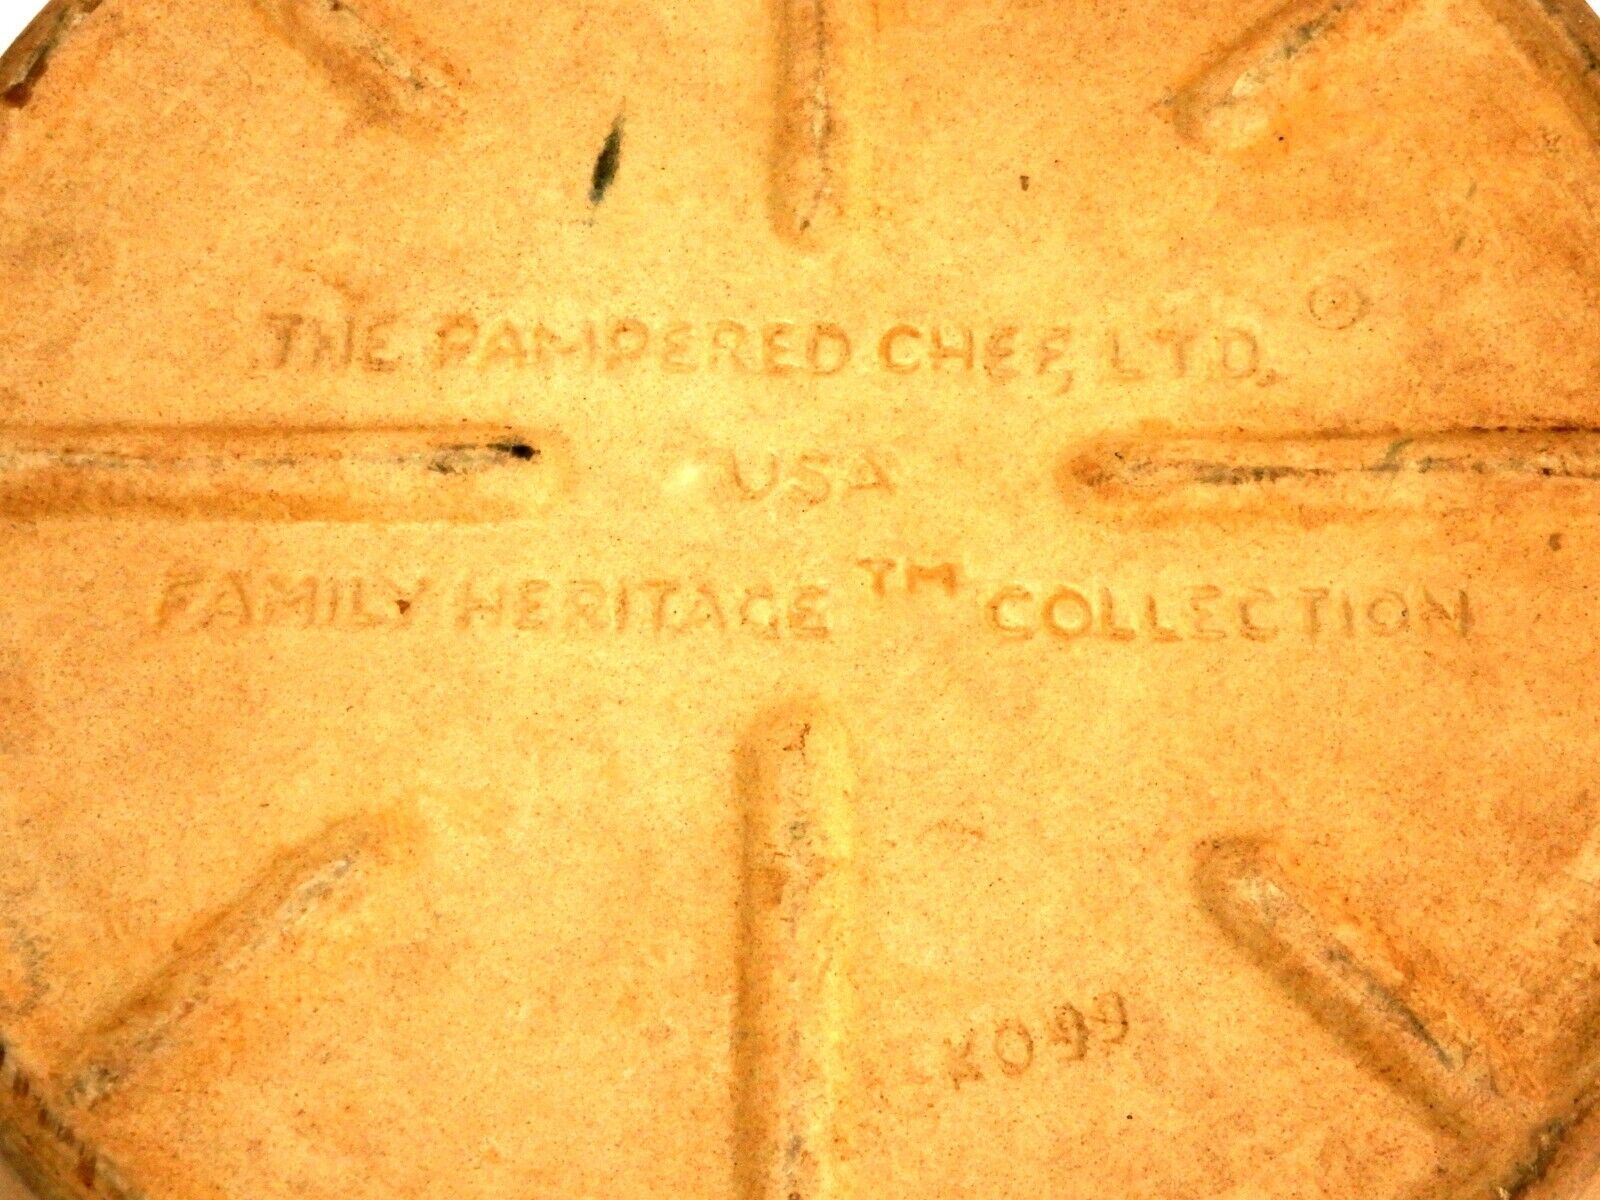 THE PAMPERED CHEF, LTD. ®
USA
FAMILY HERITAGE ™ COLLECTION